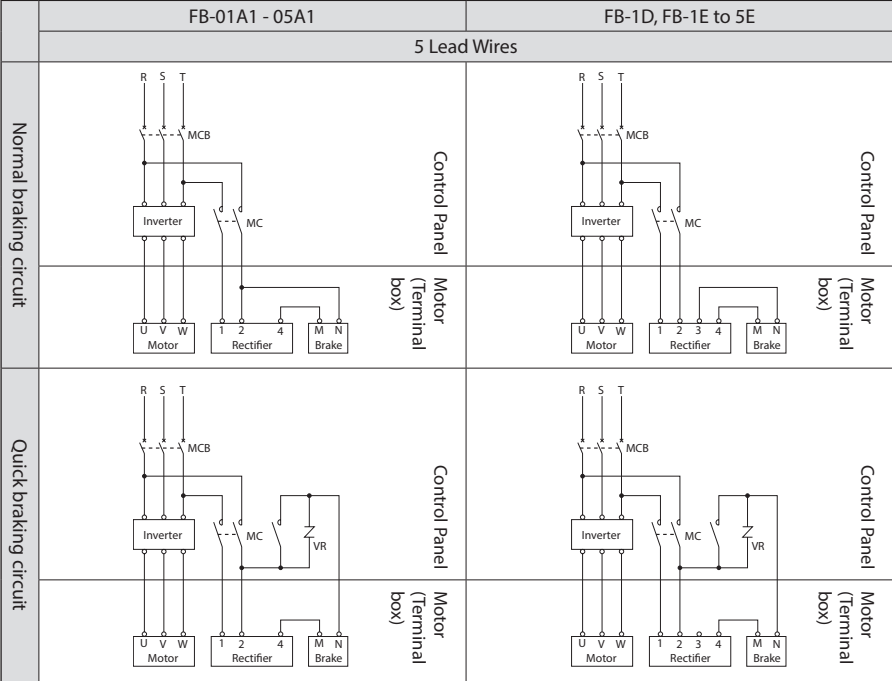 FB-01A1 - 05A1
FB-1D, FB-1E to 5E
5 Lead Wires
Normal braking circuit
R S T
MCB
Inverter
MC
Control Panel
Motor
(Terminal
box)
U V W
Motor
1 2 4
Rectifier
M N
Brake
R S T
MCB
Inverter
MC
Control Panel
Motor
(Terminal
box)
U V W
Motor
1 2 3 4
Rectifier
M N
Brake
Quick braking circuit
R S T
MCB
Inverter
MC
VR
Control Panel
Motor
(Terminal
box)
U V W
Motor
1 2 4
Rectifier
M N
Brake
R S T
MCB
Inverter
MC
VR
Control Panel
Motor
(Terminal
box)
U V W
Motor
1 2 3 4
Rectifier
M N
Brake